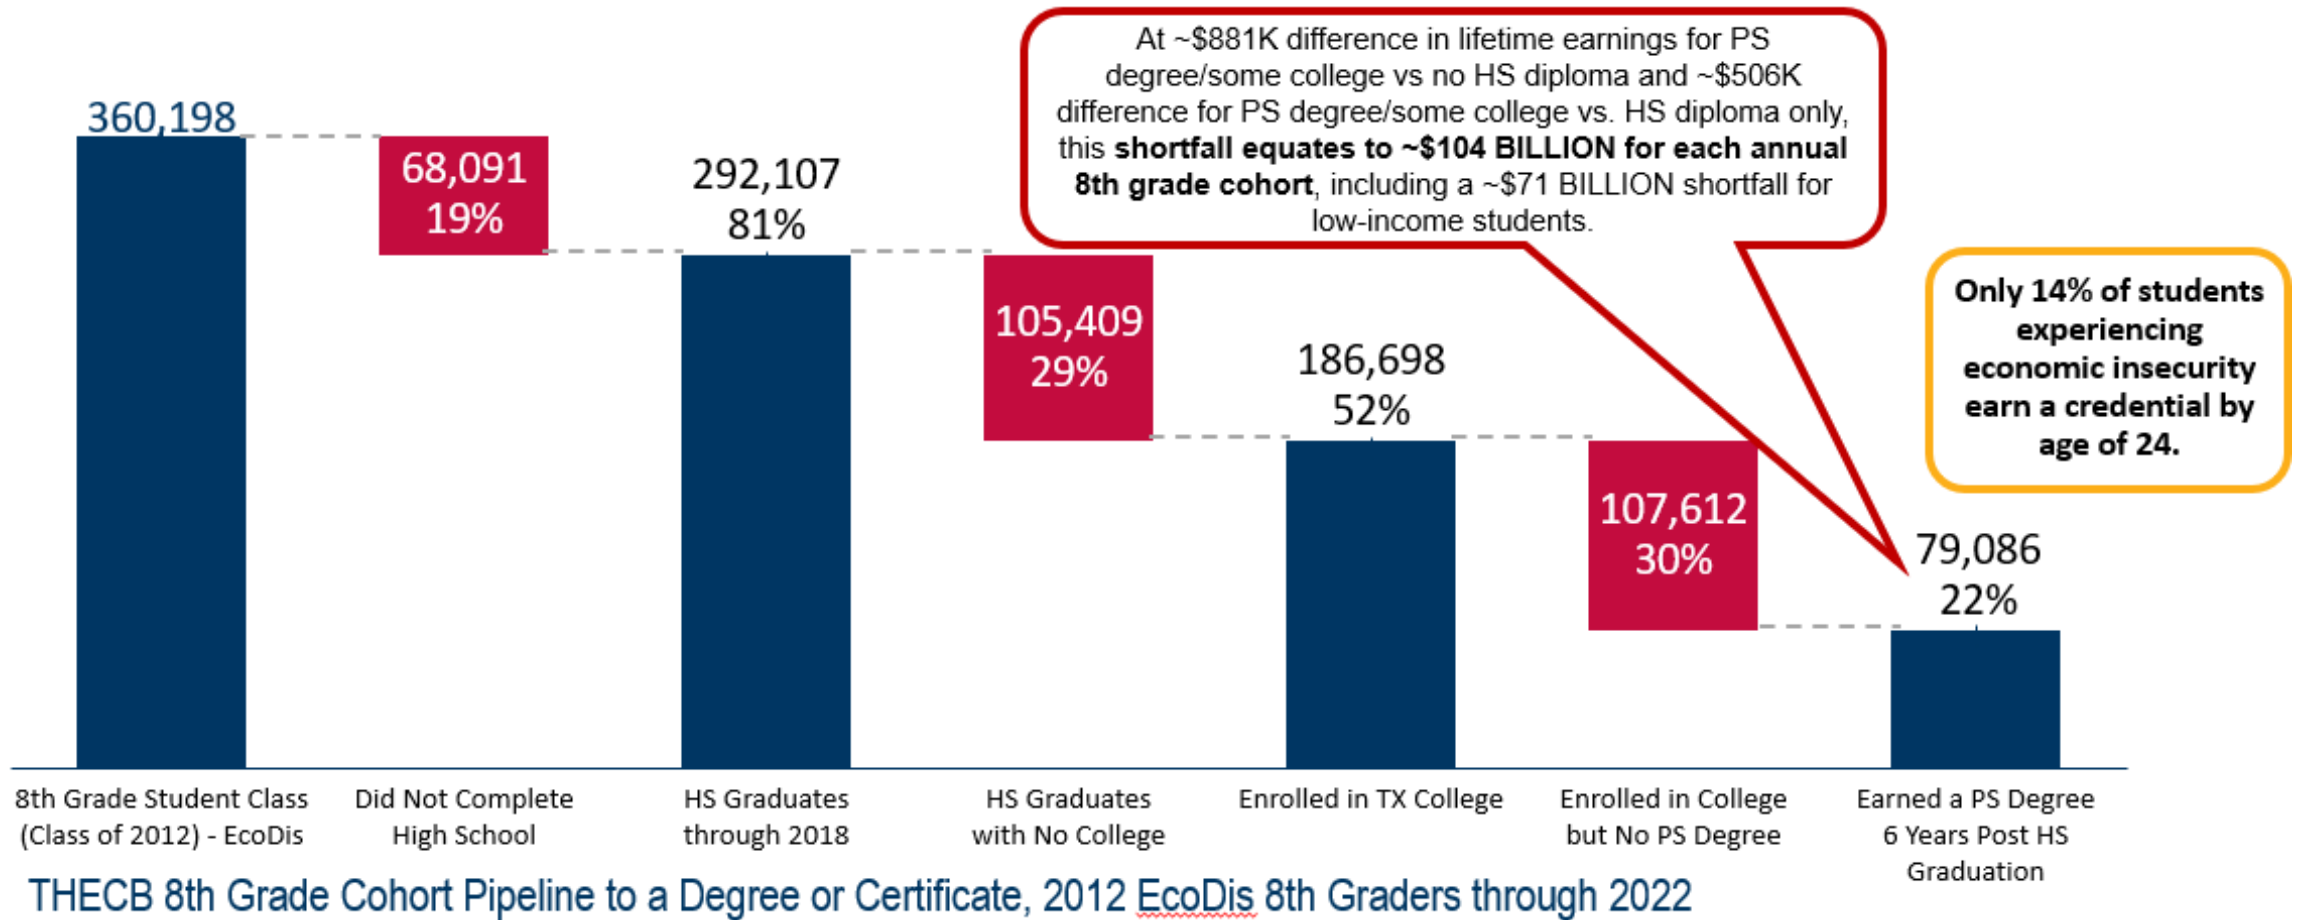 At ~$881K difference in lifetime earnings for PS
degree/some college vs no HS diploma and ~$506K
difference for PS degree/some college vs. HS diploma only,
this shortfall equates to ~$104 BILLION for each annual
8th grade cohort, including a ~$71 BILLION shortfall for
low-income students.
360,198
68,091
19%
292,107
81%
105,409
29%
186,698
52%
107,612
30%
79,086
22%
Only 14% of students
experiencing
economic insecurity
earn a credential by
age of 24.
8th Grade Student Class
(Class of 2012) - EcoDis
Did Not Complete
High School
HS Graduates
through 2018
HS Graduates
with No College
Enrolled in TX College
Enrolled in College
but No PS Degree
Earned a PS Degree
6 Years Post HS
Graduation
THECB 8th Grade Cohort Pipeline to a Degree or Certificate, 2012 EcoDis 8th Graders through 2022